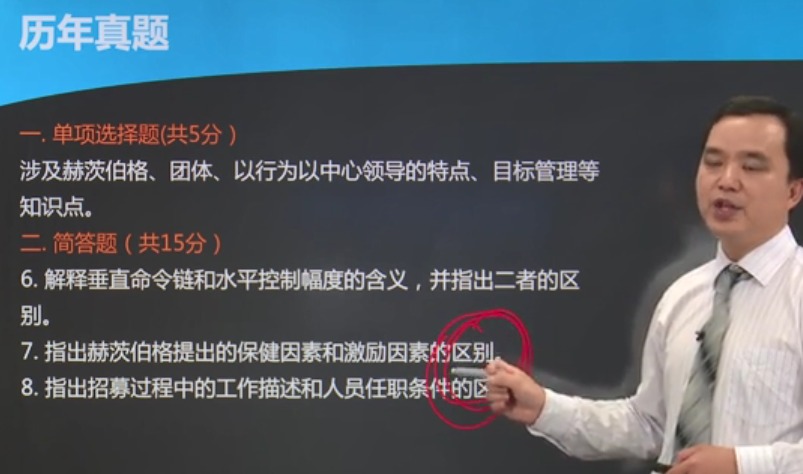 历年真题
一. 单项选择题(共5分）
涉及赫茨伯格、团体、以行为以中心领导的特点、目标管理等
知识点。
二. 简答题（共15分）
6. 解释垂直命令链和水平控制幅度的含义，并指出二者的区
别。
7. 指出赫茨伯格提出的保健因素和激励因素的区别。
8. 指出招募过程中的工作描述和人员任职条件的区